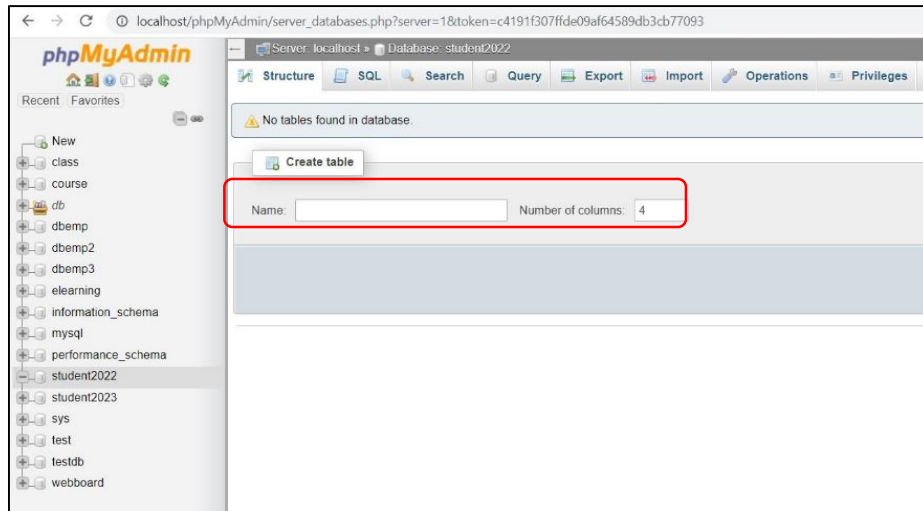 localhost/phpMyAdmin/server_databases.php?server=1&token=c4191f307ffde09af64589db3cb77093
phpMyAdmin
Server: localhost » Database: student2022
Structure SQL Search Query Export Import Operations Privileges
Recent Favorites
No tables found in database.
New
class
course
db
dbemp
dbemp2
dbemp3
elearning
information_schema
mysql
performance_schema
student2022
student2023
sys
test
testdb
webboard
Create table
Name: Number of columns: 4